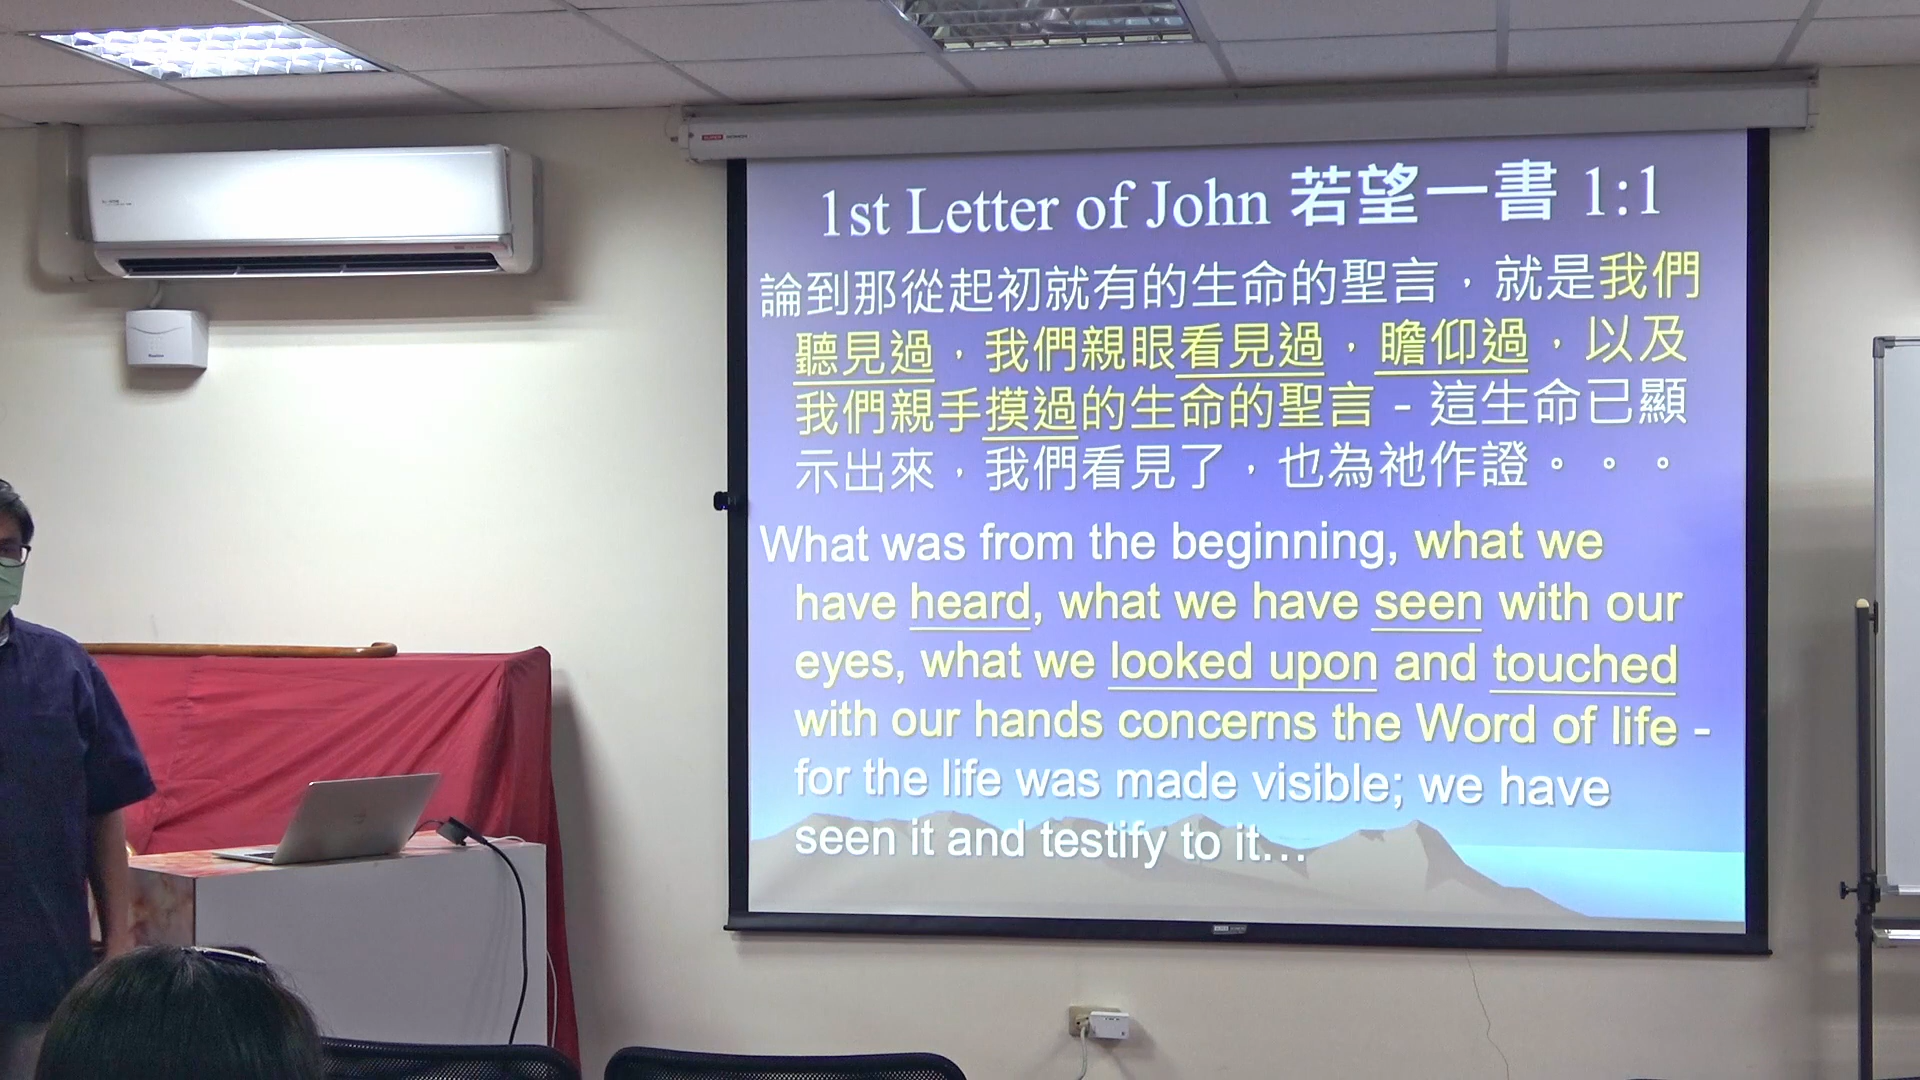 1st Letter of John 若望一書 1:1
論到那從起初就有的生命的聖言，就是我們
聽見過，我們親眼看見過，瞻仰過，以及
我們親手摸過的生命的聖言 - 這生命已顯
示出來，我們看見了，也為祂作證。。。
What was from the beginning, what we
have heard, what we have seen with our
eyes, what we looked upon and touched
with our hands concerns the Word of life -
for the life was made visible; we have
seen it and testify to it…